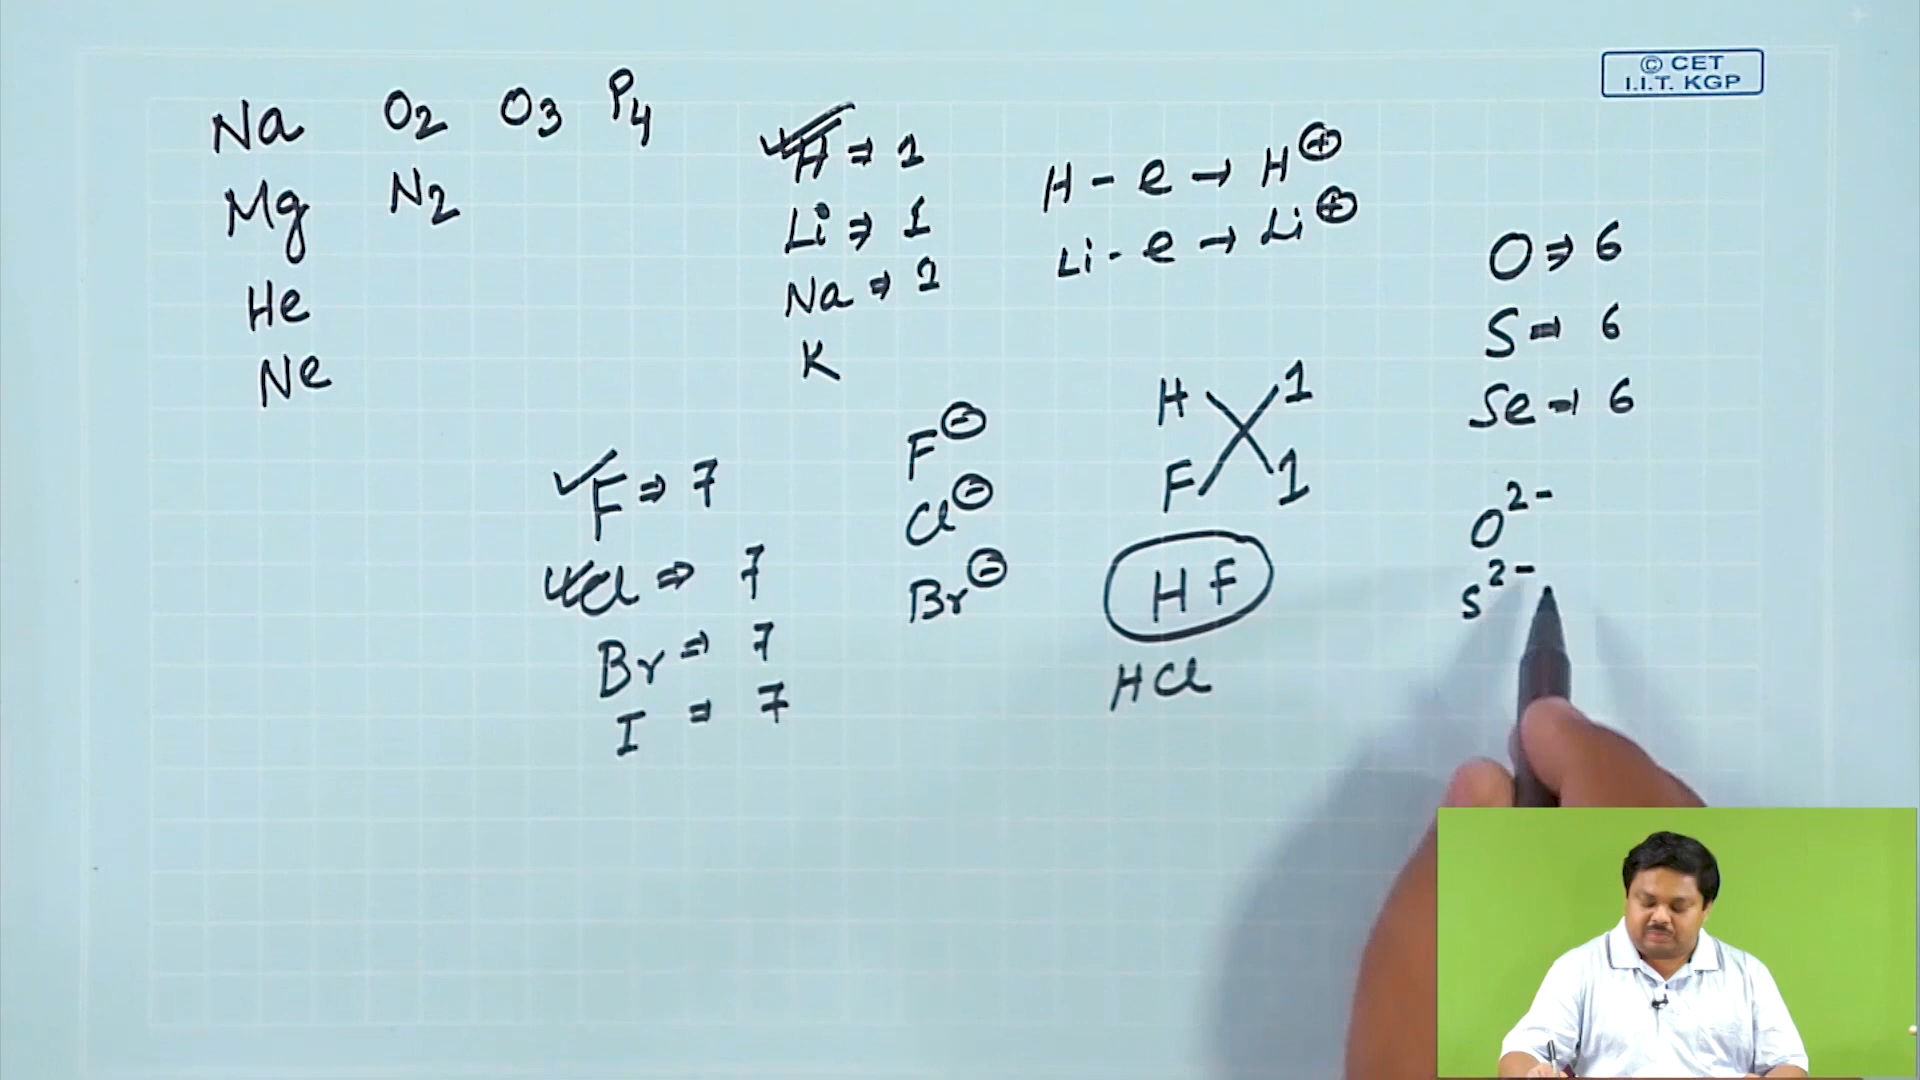 © CET
I.I.T. KGP
Na O2 O3 P4
Mg N2
He
Ne
H ⇒ 1
Li ⇒ 1
Na ⇒ 1
K
H - e → H⊕
Li - e → Li⊕
O ⇒ 6
S ⇒ 6
Se ⇒ 6
F ⇒ 7
Cl ⇒ 7
Br ⇒ 7
I ⇒ 7
F⊖
Cl⊖
Br⊖
H 1
F 1
HF
HCl
O2-
S2-